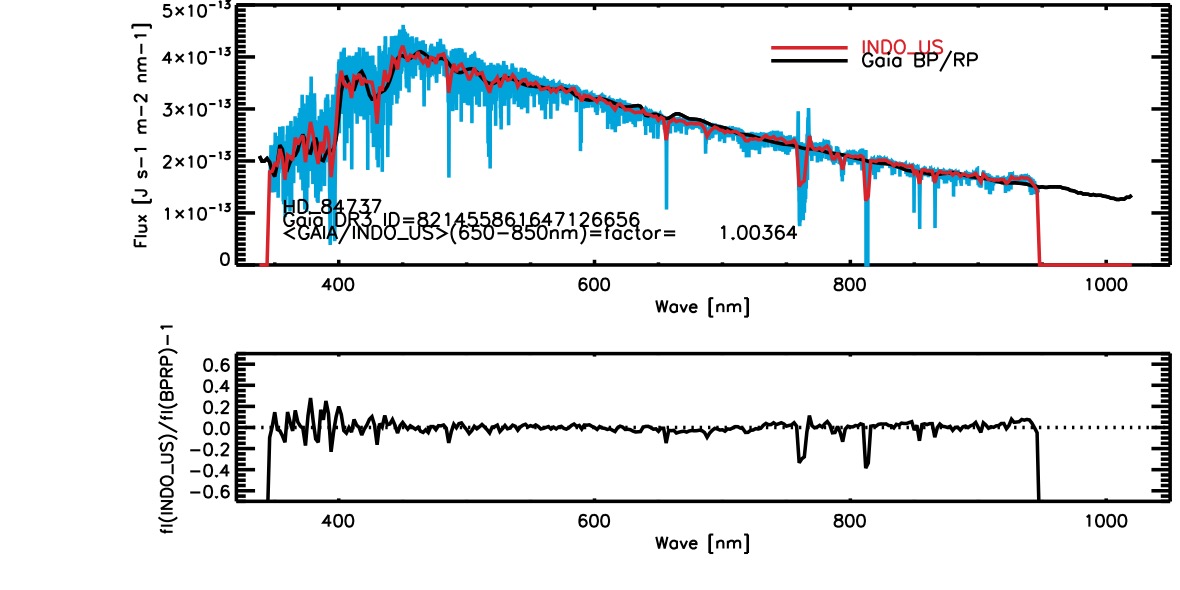 5×10⁻¹³
4×10⁻¹³
3×10⁻¹³
2×10⁻¹³
1×10⁻¹³
0
Flux [J s−1 m−2 nm−1]
INDO_US
Gaia BP/RP
HD_84737
Gaia DR3 ID=821455861647126656
<GAIA/INDO_US>(650−850nm)=factor= 1.00364
400 600 800 1000
Wave [nm]
fl(INDO_US)/fl(BPRP)−1
0.6
0.4
0.2
0.0
−0.2
−0.4
−0.6
400 600 800 1000
Wave [nm]